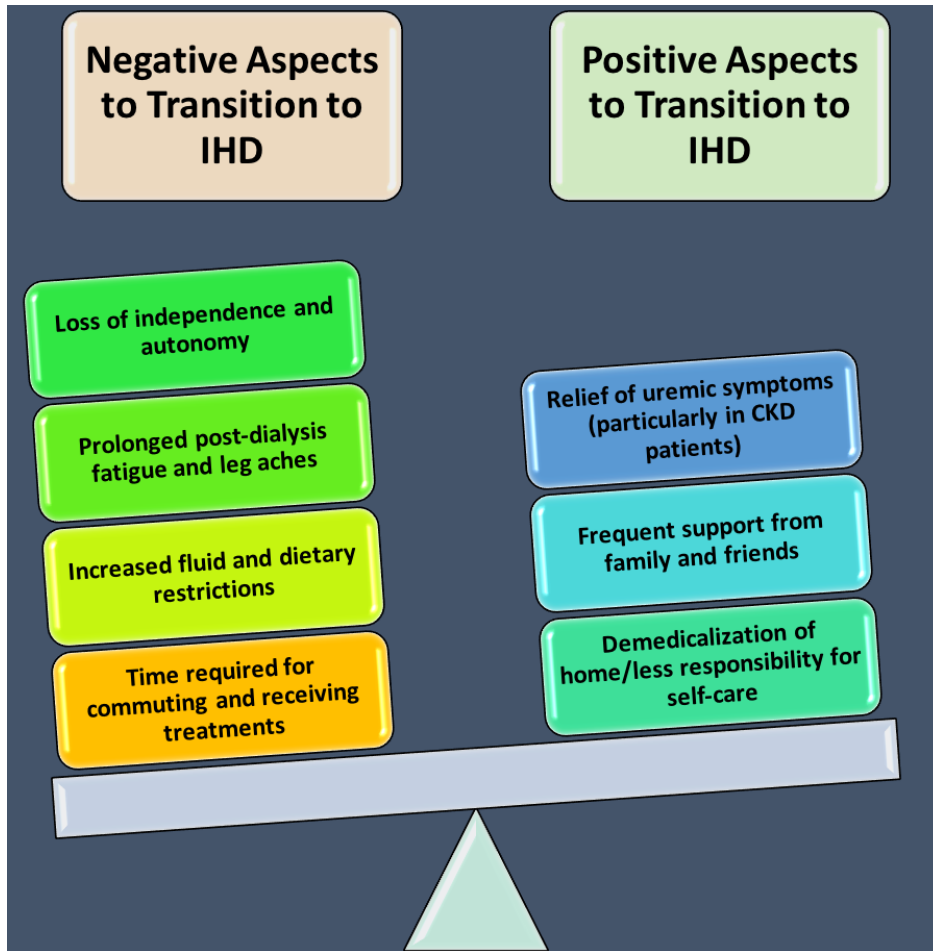 Negative Aspects
to Transition to
IHD
Positive Aspects
to Transition to
IHD
Loss of independence and
autonomy
Prolonged post-dialysis
fatigue and leg aches
Increased fluid and dietary
restrictions
Time required for
commuting and receiving
treatments
Relief of uremic symptoms
(particularly in CKD
patients)
Frequent support from
family and friends
Demedicalization of
home/less responsibility for
self-care